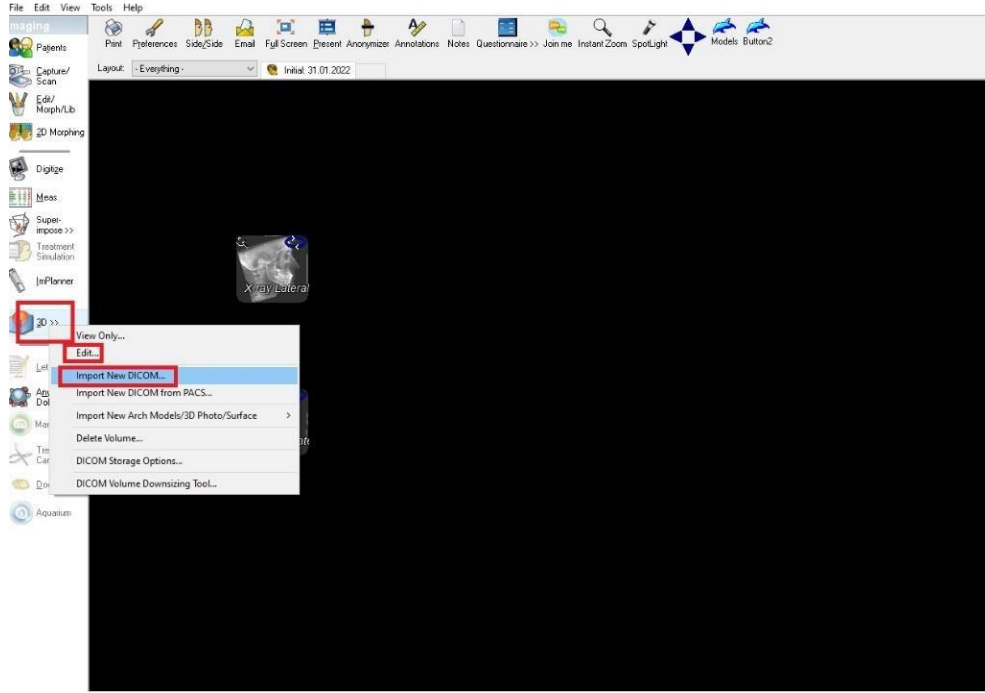 File Edit View Tools Help
maging
Print Preferences Side/Side Email Full Screen Present Anonymizer Annotations Notes Questionnaire >> Join me Instant Zoom SpotLight Models Button2
Layout: - Everything - Initial: 31.01.2022
Patients
Capture/
Scan
Edit/
Morph/Lib
2D Morphing
Digitize
Meas
Super-
impose >>
Treatment
Simulation
ImPlanner
3D >>
X-ray Lateral
View Only...
Edit...
Import New DICOM...
Import New DICOM from PACS...
Import New Arch Models/3D Photo/Surface >
Delete Volume...
DICOM Storage Options...
DICOM Volume Downsizing Tool...
Let
Dol
Aquarium